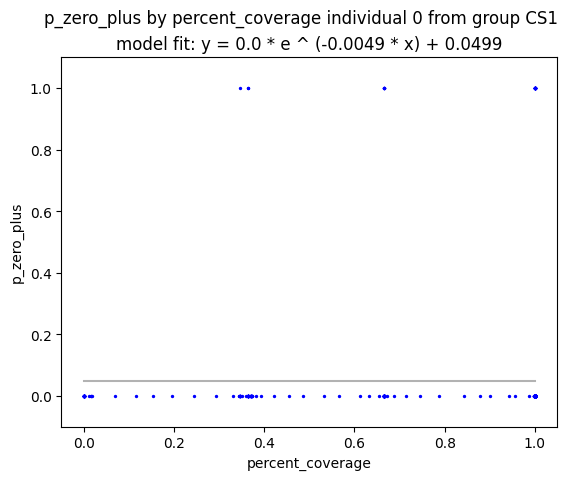 p_zero_plus by percent_coverage individual 0 from group CS1
model fit: y = 0.0 * e ^ (-0.0049 * x) + 0.0499
1.0
0.8
0.6
0.4
0.2
0.0
p_zero_plus
0.0 0.2 0.4 0.6 0.8 1.0
percent_coverage